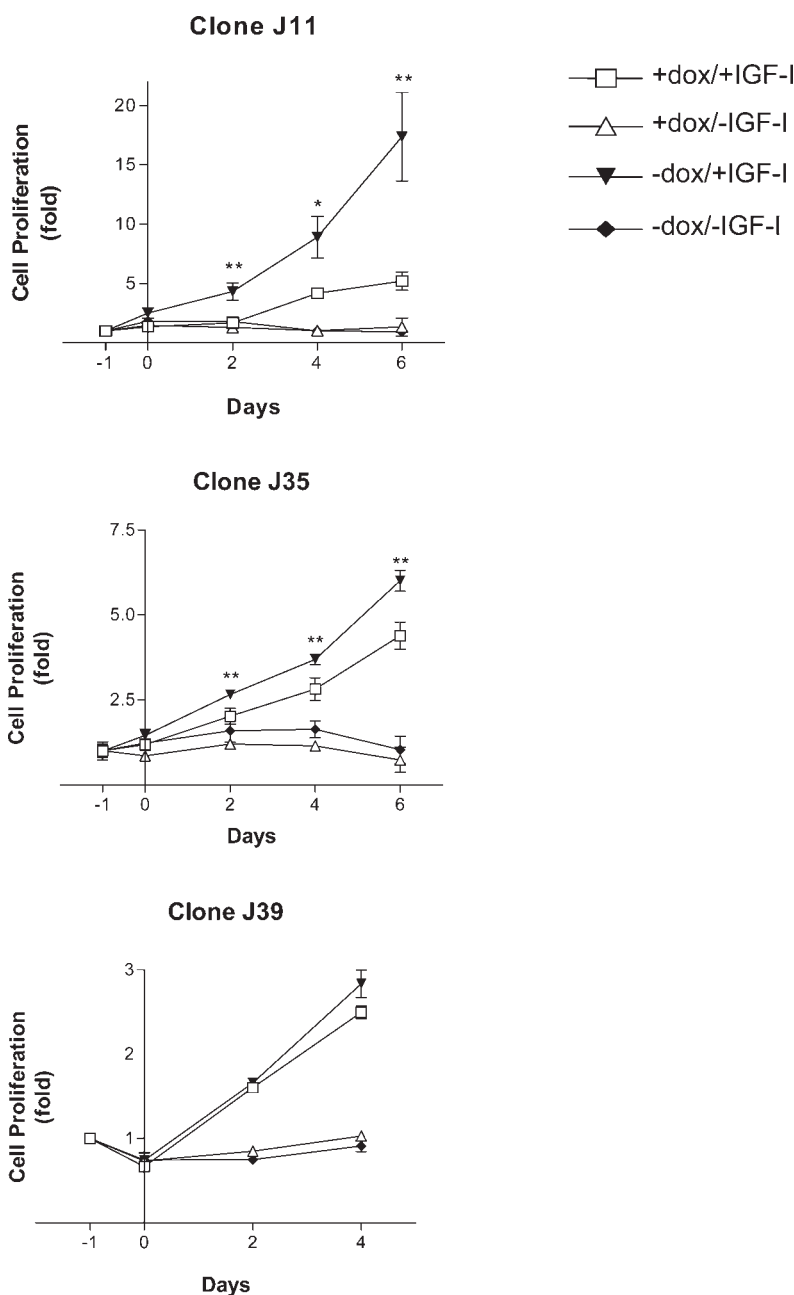 Clone J11
+dox/+IGF-I
+dox/-IGF-I
-dox/+IGF-I
-dox/-IGF-I
Cell Proliferation
(fold)
20
15
10
5
**
*
**
-1 0 2 4 6
Days
Clone J35
Cell Proliferation
(fold)
7.5
5.0
2.5
**
**
**
-1 0 2 4 6
Days
Clone J39
Cell Proliferation
(fold)
3
2
1
-1 0 2 4
Days